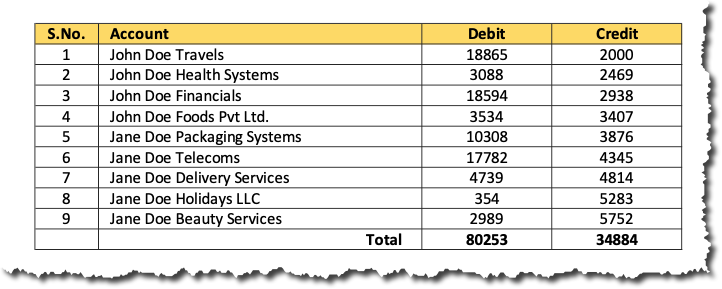 S.No. Account Debit Credit
1 John Doe Travels 18865 2000
2 John Doe Health Systems 3088 2469
3 John Doe Financials 18594 2938
4 John Doe Foods Pvt Ltd. 3534 3407
5 Jane Doe Packaging Systems 10308 3876
6 Jane Doe Telecoms 17782 4345
7 Jane Doe Delivery Services 4739 4814
8 Jane Doe Holidays LLC 354 5283
9 Jane Doe Beauty Services 2989 5752
Total 80253 34884